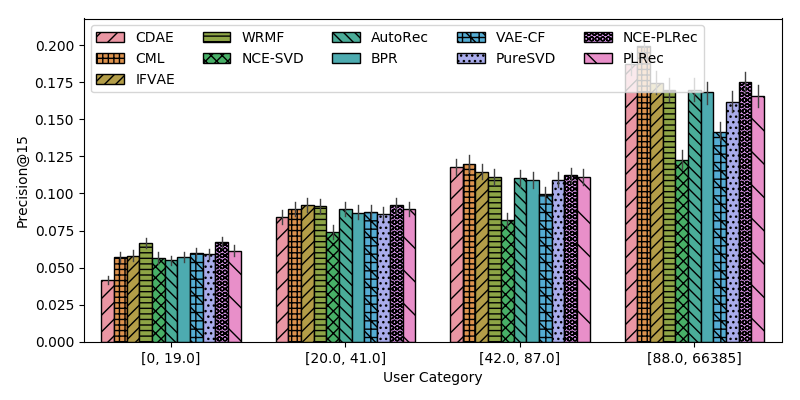 CDAE WRMF AutoRec VAE-CF NCE-PLRec
CML NCE-SVD BPR PureSVD PLRec
IFVAE
0.200
0.175
0.150
0.125
0.100
0.075
0.050
0.025
0.000
Precision@15
[0, 19.0] [20.0, 41.0] [42.0, 87.0] [88.0, 66385]
User Category